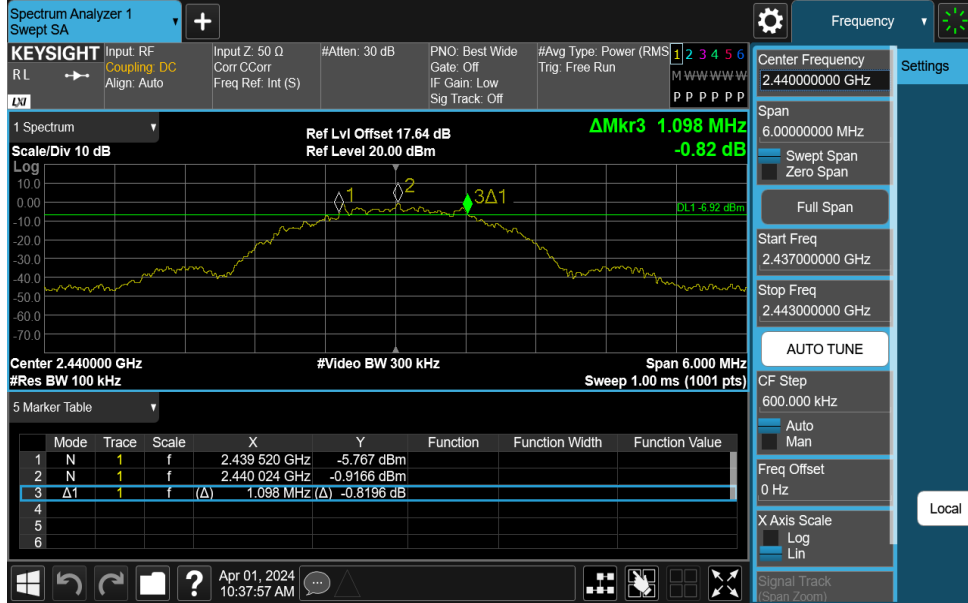 Spectrum Analyzer 1
Swept SA
Frequency
KEYSIGHT
R L
LXI
Input: RF
Coupling: DC
Align: Auto
Input Z: 50 Ω
Corr CCorr
Freq Ref: Int (S)
#Atten: 30 dB
PNO: Best Wide
Gate: Off
IF Gain: Low
Sig Track: Off
#Avg Type: Power (RMS
Trig: Free Run
1 2 3 4 5 6
M W W W W W
P P P P P P
1 Spectrum
Scale/Div 10 dB
Ref Lvl Offset 17.64 dB
Ref Level 20.00 dBm
ΔMkr3 1.098 MHz
-0.82 dB
Log
10.0
0.00
-10.0
-20.0
-30.0
-40.0
-50.0
-60.0
-70.0
1
2
3Δ1
DL1 -6.92 dBm
Center 2.440000 GHz
#Video BW 300 kHz
Span 6.000 MHz
#Res BW 100 kHz
Sweep 1.00 ms (1001 pts)
5 Marker Table
Mode Trace Scale X Y Function Function Width Function Value
1 N 1 f 2.439 520 GHz -5.767 dBm
2 N 1 f 2.440 024 GHz -0.9166 dBm
3 Δ1 1 f (Δ) 1.098 MHz (Δ) -0.8196 dB
4
5
6
?
Apr 01, 2024
10:37:57 AM
Center Frequency
2.440000000 GHz
Settings
Span
6.00000000 MHz
Swept Span
Zero Span
Full Span
Start Freq
2.437000000 GHz
Stop Freq
2.443000000 GHz
AUTO TUNE
CF Step
600.000 kHz
Auto
Man
Freq Offset
0 Hz
Local
X Axis Scale
Log
Lin
Signal Track
(Span Zoom)